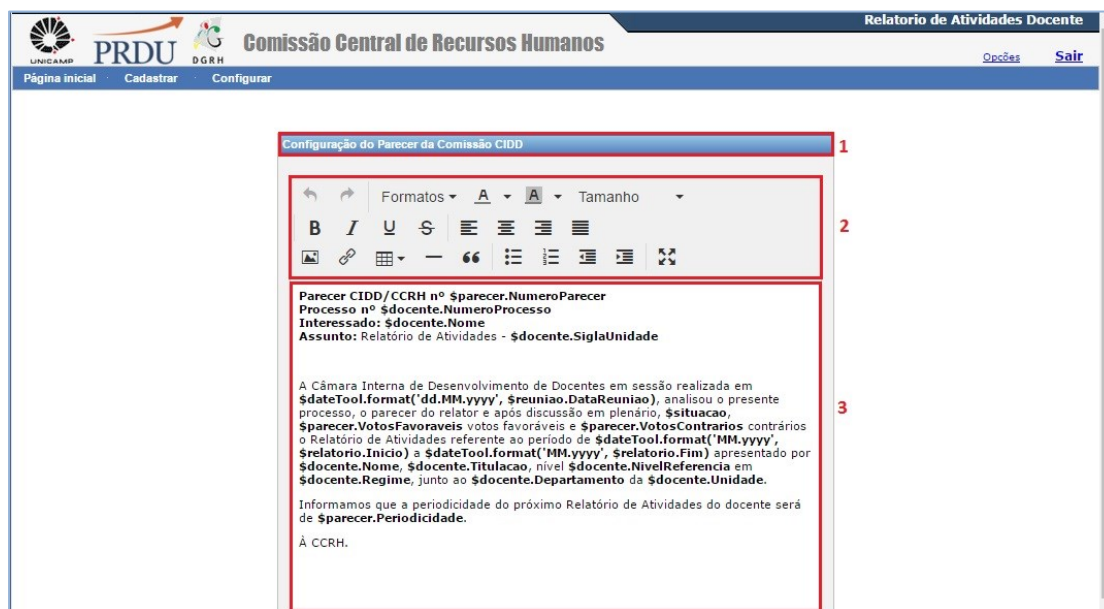 Relatorio de Atividades Docente
UNICAMP PRDU DGRH Comissão Central de Recursos Humanos
Opções Sair
Página inicial · Cadastrar · Configurar
Configuração do Parecer da Comissão CIDD 1
Formatos A A Tamanho
B I U S 2
Parecer CIDD/CCRH nº $parecer.NumeroParecer
Processo nº $docente.NumeroProcesso
Interessado: $docente.Nome
Assunto: Relatório de Atividades - $docente.SiglaUnidade
A Câmara Interna de Desenvolvimento de Docentes em sessão realizada em
$dateTool.format('dd.MM.yyyy', $reuniao.DataReuniao), analisou o presente
processo, o parecer do relator e após discussão em plenário, $situacao, 3
$parecer.VotosFavoraveis votos favoráveis e $parecer.VotosContrarios contrários
o Relatório de Atividades referente ao período de $dateTool.format('MM.yyyy',
$relatorio.Inicio) a $dateTool.format('MM.yyyy', $relatorio.Fim) apresentado por
$docente.Nome, $docente.Titulacao, nível $docente.NivelReferencia em
$docente.Regime, junto ao $docente.Departamento da $docente.Unidade.
Informamos que a periodicidade do próximo Relatório de Atividades do docente será
de $parecer.Periodicidade.
À CCRH.